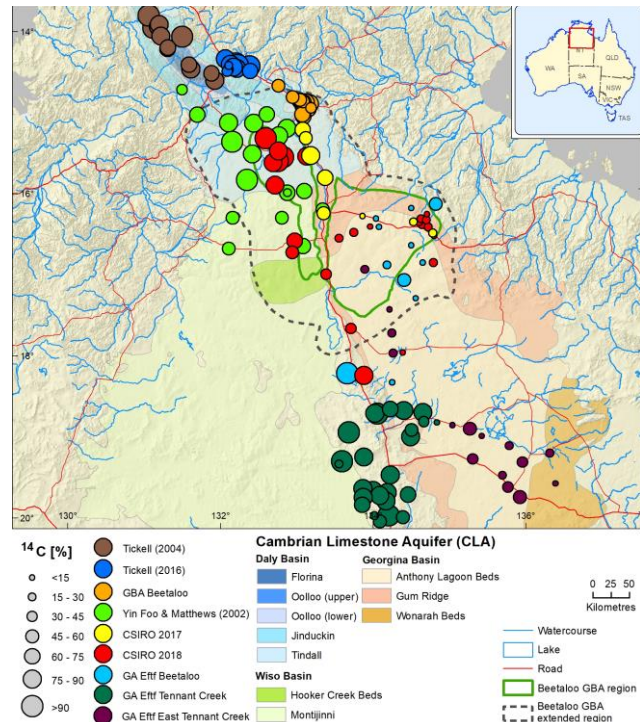 14°
16°
18°
20°
130°
132°
136°
WA
NT
QLD
SA
NSW
VIC
TAS
14C [%]
<15
15 - 30
30 - 45
45 - 60
60 - 75
75 - 90
>90
Tickell (2004)
Tickell (2016)
GBA Beetaloo
Yin Foo & Matthews (2002)
CSIRO 2017
CSIRO 2018
GA Eftf Beetaloo
GA Eftf Tennant Creek
GA Eftf East Tennant Creek
Cambrian Limestone Aquifer (CLA)
Daly Basin
Florina
Oolloo (upper)
Oolloo (lower)
Jinduckin
Tindall
Wiso Basin
Hooker Creek Beds
Montijinni
Georgina Basin
Anthony Lagoon Beds
Gum Ridge
Wonarah Beds
0 25 50
Kilometres
Watercourse
Lake
Road
Beetaloo GBA region
Beetaloo GBA
extended region